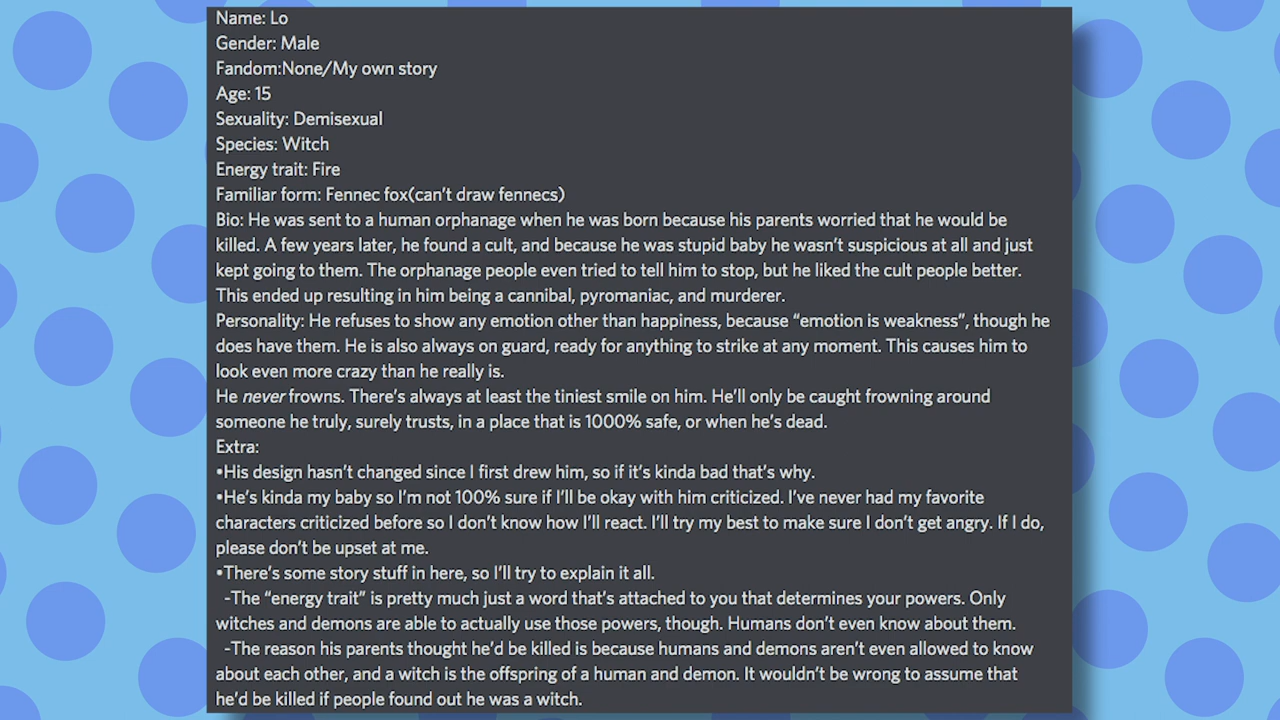 Name: Lo
Gender: Male
Fandom:None/My own story
Age: 15
Sexuality: Demisexual
Species: Witch
Energy trait: Fire
Familiar form: Fennec fox(can't draw fennecs)
Bio: He was sent to a human orphanage when he was born because his parents worried that he would be
killed. A few years later, he found a cult, and because he was stupid baby he wasn't suspicious at all and just
kept going to them. The orphanage people even tried to tell him to stop, but he liked the cult people better.
This ended up resulting in him being a cannibal, pyromaniac, and murderer.
Personality: He refuses to show any emotion other than happiness, because “emotion is weakness”, though he
does have them. He is also always on guard, ready for anything to strike at any moment. This causes him to
look even more crazy than he really is.
He never frowns. There's always at least the tiniest smile on him. He'll only be caught frowning around
someone he truly, surely trusts, in a place that is 1000% safe, or when he's dead.
Extra:
•His design hasn't changed since I first drew him, so if it's kinda bad that's why.
•He's kinda my baby so I'm not 100% sure if I'll be okay with him criticized. I've never had my favorite
characters criticized before so I don't know how I'll react. I'll try my best to make sure I don't get angry. If I do,
please don't be upset at me.
•There's some story stuff in here, so I'll try to explain it all.
-The “energy trait” is pretty much just a word that's attached to you that determines your powers. Only
witches and demons are able to actually use those powers, though. Humans don't even know about them.
-The reason his parents thought he'd be killed is because humans and demons aren't even allowed to know
about each other, and a witch is the offspring of a human and demon. It wouldn't be wrong to assume that
he'd be killed if people found out he was a witch.